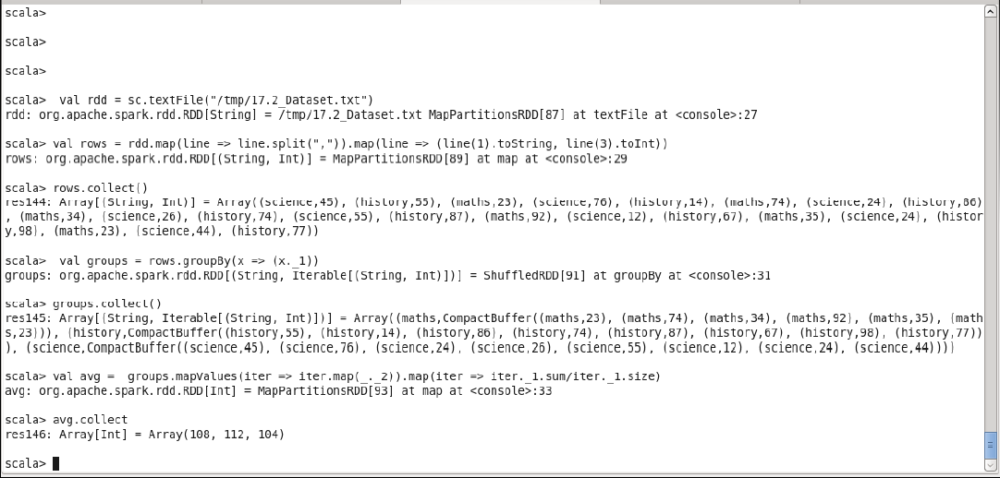 scala>
scala>
scala>
scala>  val rdd = sc.textFile("/tmp/17.2_Dataset.txt")
rdd: org.apache.spark.rdd.RDD[String] = /tmp/17.2_Dataset.txt MapPartitionsRDD[87] at textFile at <console>:27
scala> val rows = rdd.map(line => line.split(",")).map(line => (line(1).toString, line(3).toInt))
rows: org.apache.spark.rdd.RDD[(String, Int)] = MapPartitionsRDD[89] at map at <console>:29
scala> rows.collect()
res144: Array[(String, Int)] = Array((science,45), (history,55), (maths,23), (science,76), (history,14), (maths,74), (science,24), (history,86)
, (maths,34), (science,26), (history,74), (science,55), (history,87), (maths,92), (science,12), (history,67), (maths,35), (science,24), (histor
y,98), (maths,23), (science,44), (history,77))
scala>  val groups = rows.groupBy(x => (x._1))
groups: org.apache.spark.rdd.RDD[(String, Iterable[(String, Int)])] = ShuffledRDD[91] at groupBy at <console>:31
scala> groups.collect()
res145: Array[(String, Iterable[(String, Int)])] = Array((maths,CompactBuffer((maths,23), (maths,74), (maths,34), (maths,92), (maths,35), (math
s,23))), (history,CompactBuffer((history,55), (history,14), (history,86), (history,74), (history,87), (history,67), (history,98), (history,77))
), (science,CompactBuffer((science,45), (science,76), (science,24), (science,26), (science,55), (science,12), (science,24), (science,44))))
scala> val avg =  groups.mapValues(iter => iter.map(_._2)).map(iter => iter._1.sum/iter._1.size)
avg: org.apache.spark.rdd.RDD[Int] = MapPartitionsRDD[93] at map at <console>:33
scala> avg.collect
res146: Array[Int] = Array(108, 112, 104)
scala>